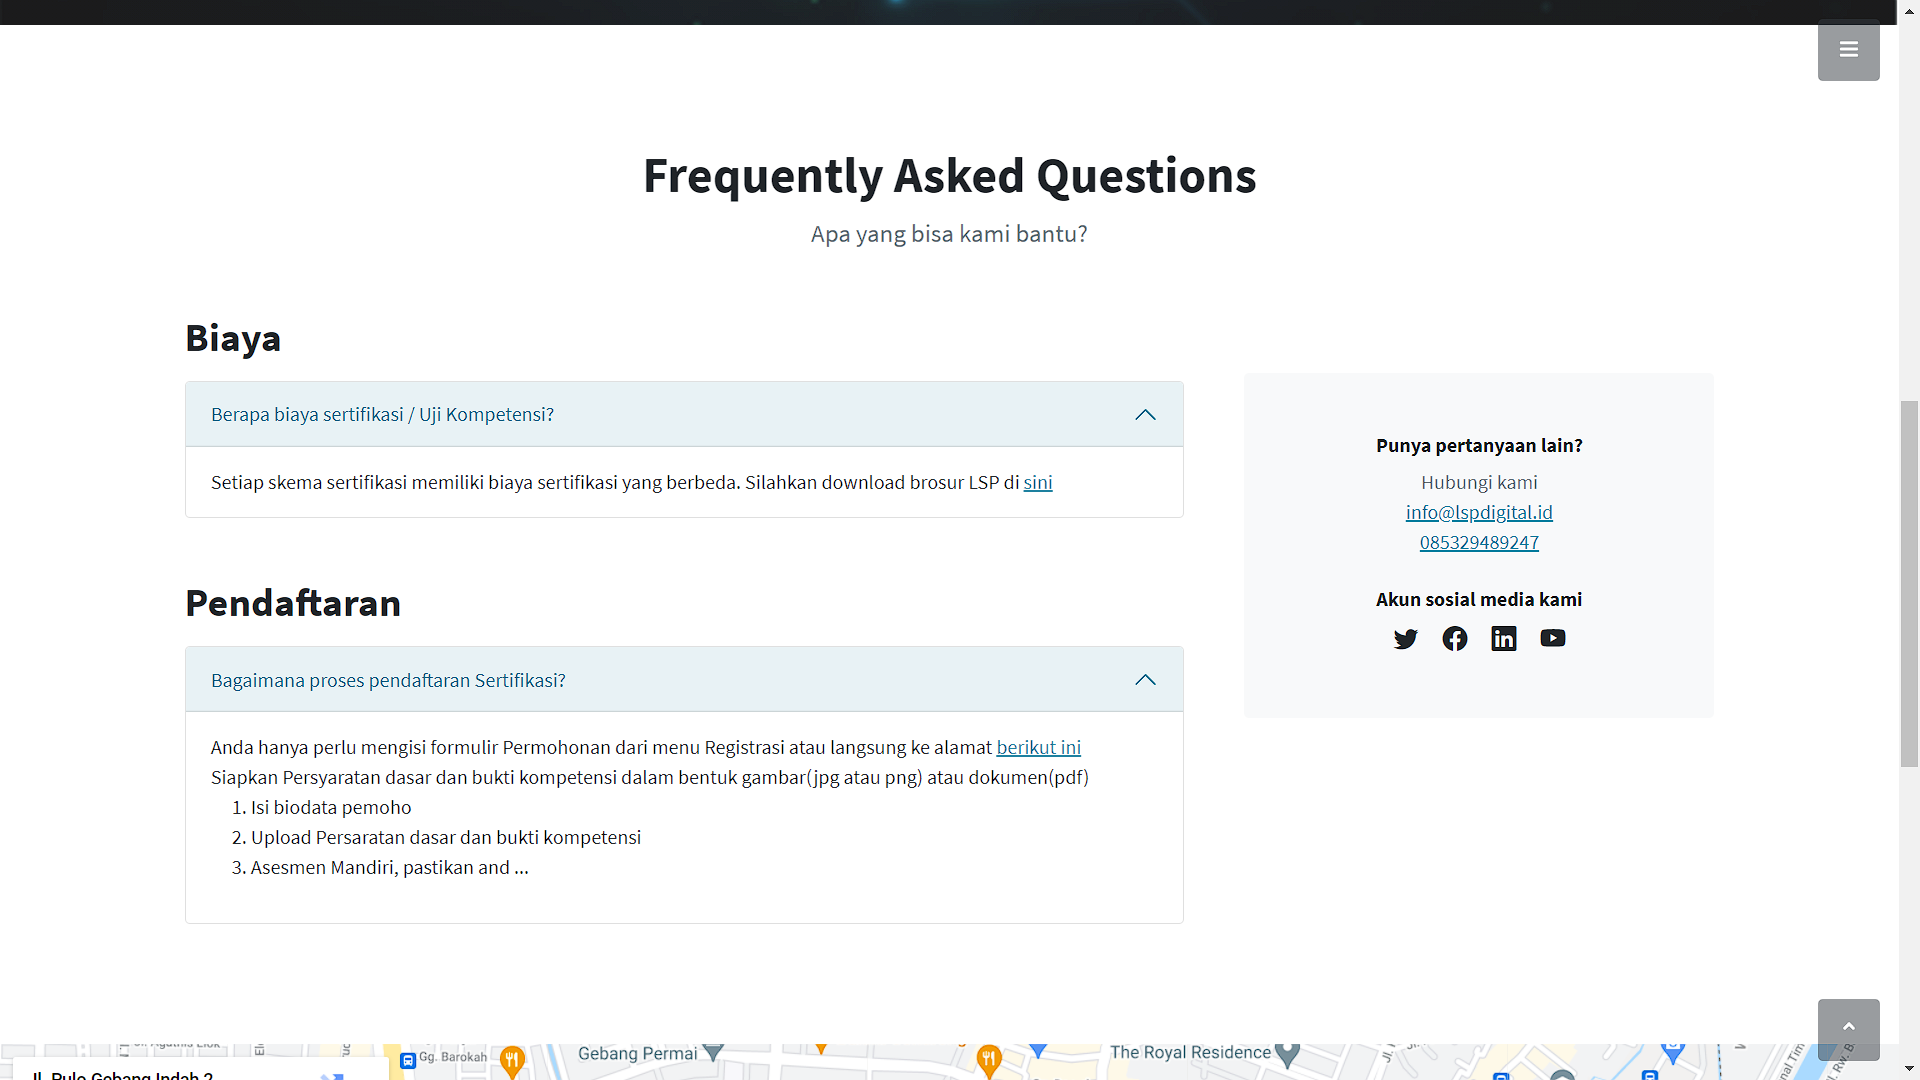 Frequently Asked Questions
Apa yang bisa kami bantu?
Biaya
Berapa biaya sertifikasi / Uji Kompetensi?
Setiap skema sertifikasi memiliki biaya sertifikasi yang berbeda. Silahkan download brosur LSP di sini
Pendaftaran
Bagaimana proses pendaftaran Sertifikasi?
Anda hanya perlu mengisi formulir Permohonan dari menu Registrasi atau langsung ke alamat berikut ini
Siapkan Persyaratan dasar dan bukti kompetensi dalam bentuk gambar(jpg atau png) atau dokumen(pdf)
1. Isi biodata pemoho
2. Upload Persaratan dasar dan bukti kompetensi
3. Asesmen Mandiri, pastikan and ...
Punya pertanyaan lain?
Hubungi kami
info@lspdigital.id
085329489247
Akun sosial media kami
Gg. Barokah
Gebang Permai
The Royal Residence
Jl. Pulo Gebang Indah 2